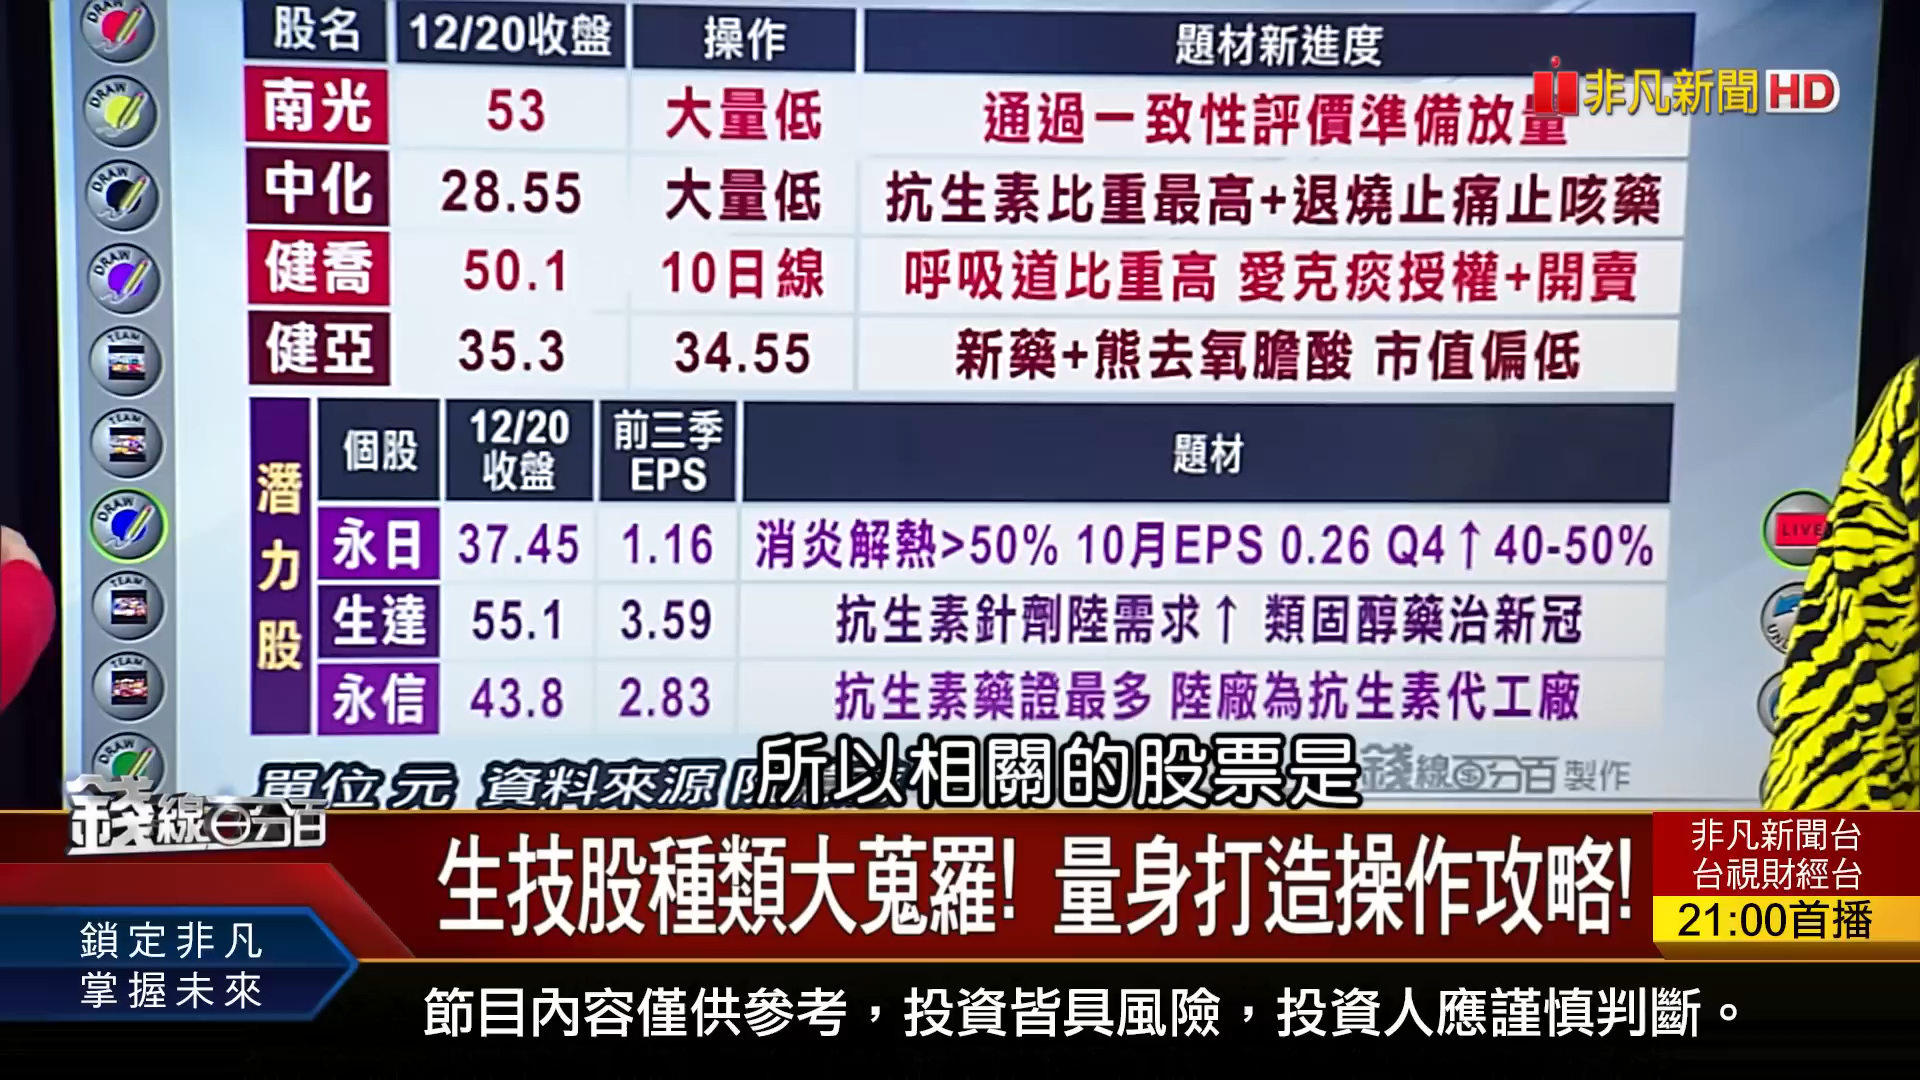 股名 12/20收盤 操作 題材新進度
南光 53 大量低 通過一致性評價準備放量
中化 28.55 大量低 抗生素比重最高+退燒止痛止咳藥
健喬 50.1 10日線 呼吸道比重高 愛克痰授權+開賣
健亞 35.3 34.55 新藥+熊去氧膽酸 市值偏低
潛力股
個股 12/20收盤 前三季EPS 題材
永日 37.45 1.16 消炎解熱>50% 10月EPS 0.26 Q4↑40-50%
生達 55.1 3.59 抗生素針劑陸需求↑ 類固醇藥治新冠
永信 43.8 2.83 抗生素藥證最多 陸廠為抗生素代工廠
單位 元 資料來源
錢線百分百製作
所以相關的股票是
非凡新聞HD
DRAW
DRAW
DRAW
DRAW
TEAM
TEAM
DRAW
TEAM
TEAM
DRAW
LIVE
錢線百分百
生技股種類大蒐羅! 量身打造操作攻略!
非凡新聞台
台視財經台
21:00首播
鎖定非凡
掌握未來
節目內容僅供參考，投資皆具風險，投資人應謹慎判斷。